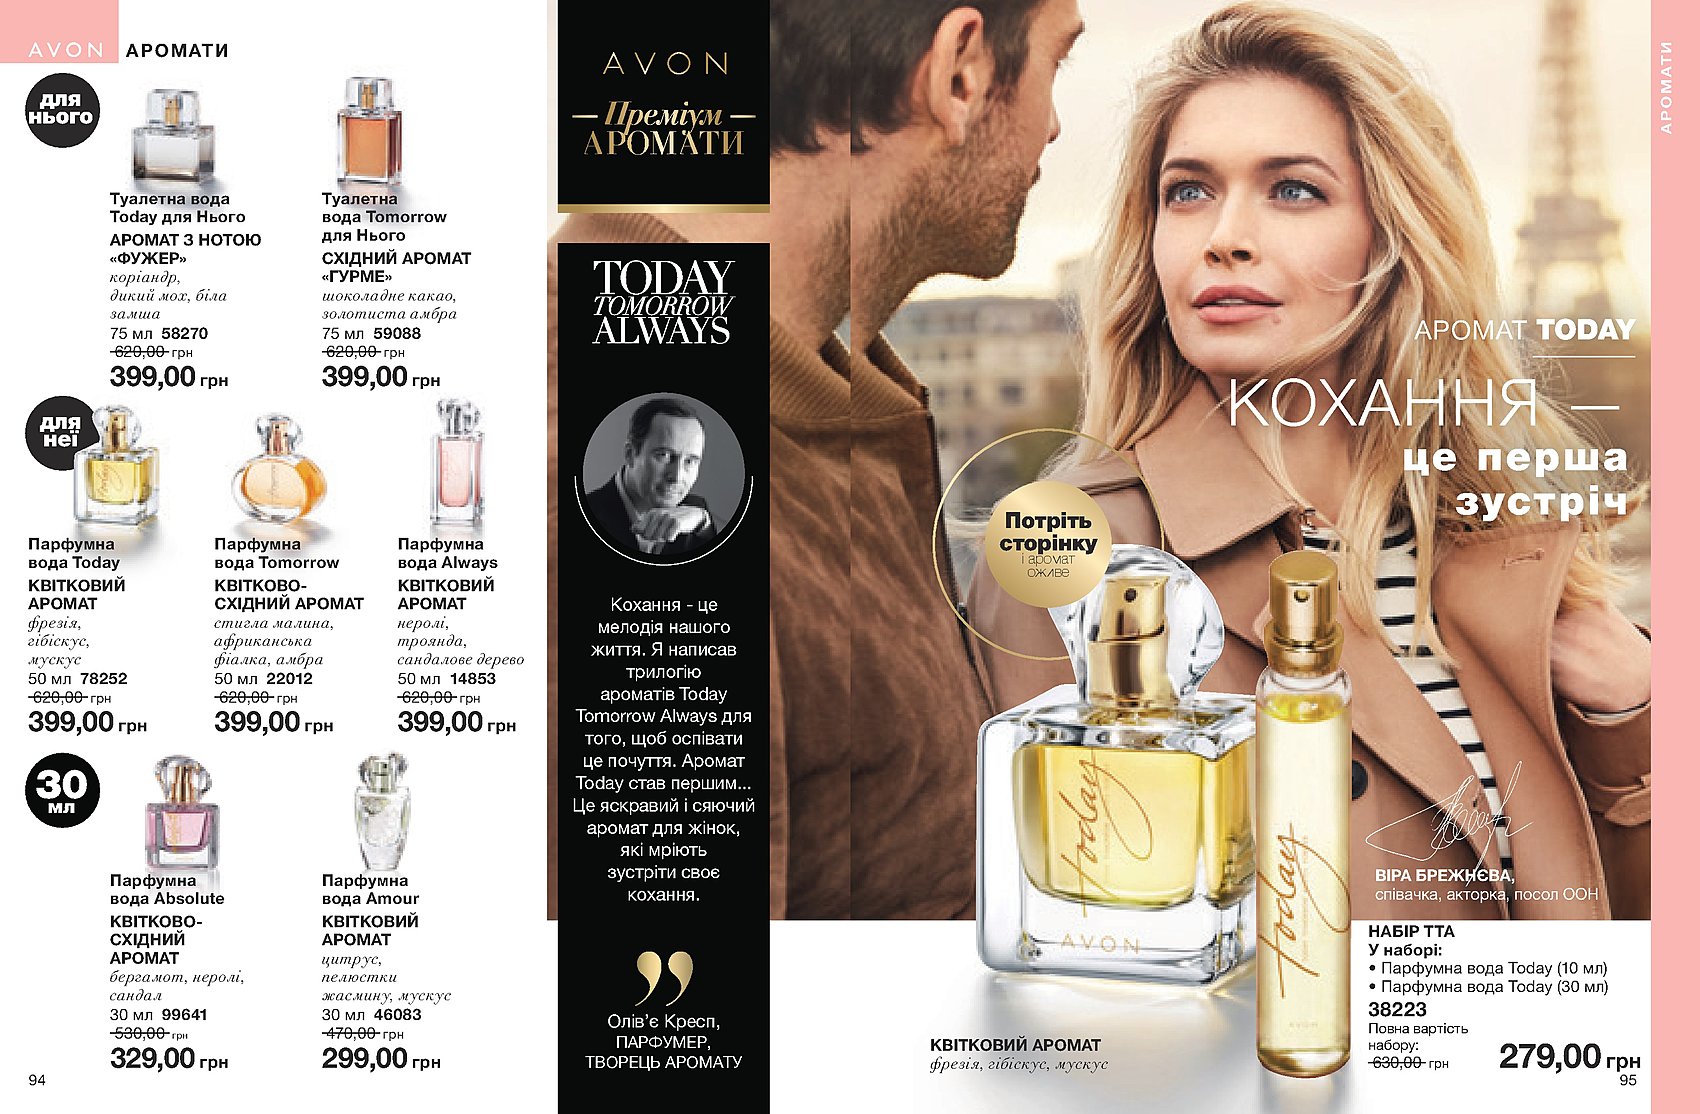 AVON АРОМАТИ
для
нього
Туалетна вода
Today для Нього
АРОМАТ З НОТОЮ
«ФУЖЕР»
коріандр,
дикий мох, біла
замша
75 мл 58270
620,00 грн
399,00 грн
Туалетна
вода Tomorrow
для Нього
СХІДНИЙ АРОМАТ
«ГУРМЕ»
шоколадне какао,
золотиста амбра
75 мл 59088
620,00 грн
399,00 грн
для
неї
Парфумна
вода Today
КВІТКОВИЙ
АРОМАТ
фрезія,
гібіскус,
мускус
50 мл 78252
620,00 грн
399,00 грн
Парфумна
вода Tomorrow
КВІТКОВО-
СХІДНИЙ АРОМАТ
стигла малина,
африканська
фіалка, амбра
50 мл 22012
620,00 грн
399,00 грн
Парфумна
вода Always
КВІТКОВИЙ
АРОМАТ
неролі,
троянда,
сандалове дерево
50 мл 14853
620,00 грн
399,00 грн
30
мл
Парфумна
вода Absolute
КВІТКОВО-
СХІДНИЙ
АРОМАТ
бергамот, неролі,
сандал
30 мл 99641
530,00 грн
329,00 грн
Парфумна
вода Amour
КВІТКОВИЙ
АРОМАТ
цитрус,
пелюстки
жасмину, мускус
30 мл 46083
470,00 грн
299,00 грн
94
AVON
Преміум
АРОМАТИ
TODAY
TOMORROW
ALWAYS
Кохання - це
мелодія нашого
життя. Я написав
трилогію
ароматів Today
Tomorrow Always для
того, щоб оспівати
це почуття. Аромат
Today став першим...
Це яскравий і сяючий
аромат для жінок,
які мріють
зустріти своє
кохання.
Олів’є Кресп,
ПАРФУМЕР,
ТВОРЕЦЬ АРОМАТУ
АРОМАТИ
АРОМАТ TODAY
КОХАННЯ —
це перша
зустріч
Потріть
сторінку
і аромат
оживе
today
AVON
today
AVON
ВІРА БРЕЖНЄВА,
співачка, акторка, посол ООН
КВІТКОВИЙ АРОМАТ
фрезія, гібіскус, мускус
НАБІР ТТА
У наборі:
• Парфумна вода Today (10 мл)
• Парфумна вода Today (30 мл)
38223
Повна вартість
набору:
630,00 грн
279,00 грн
95